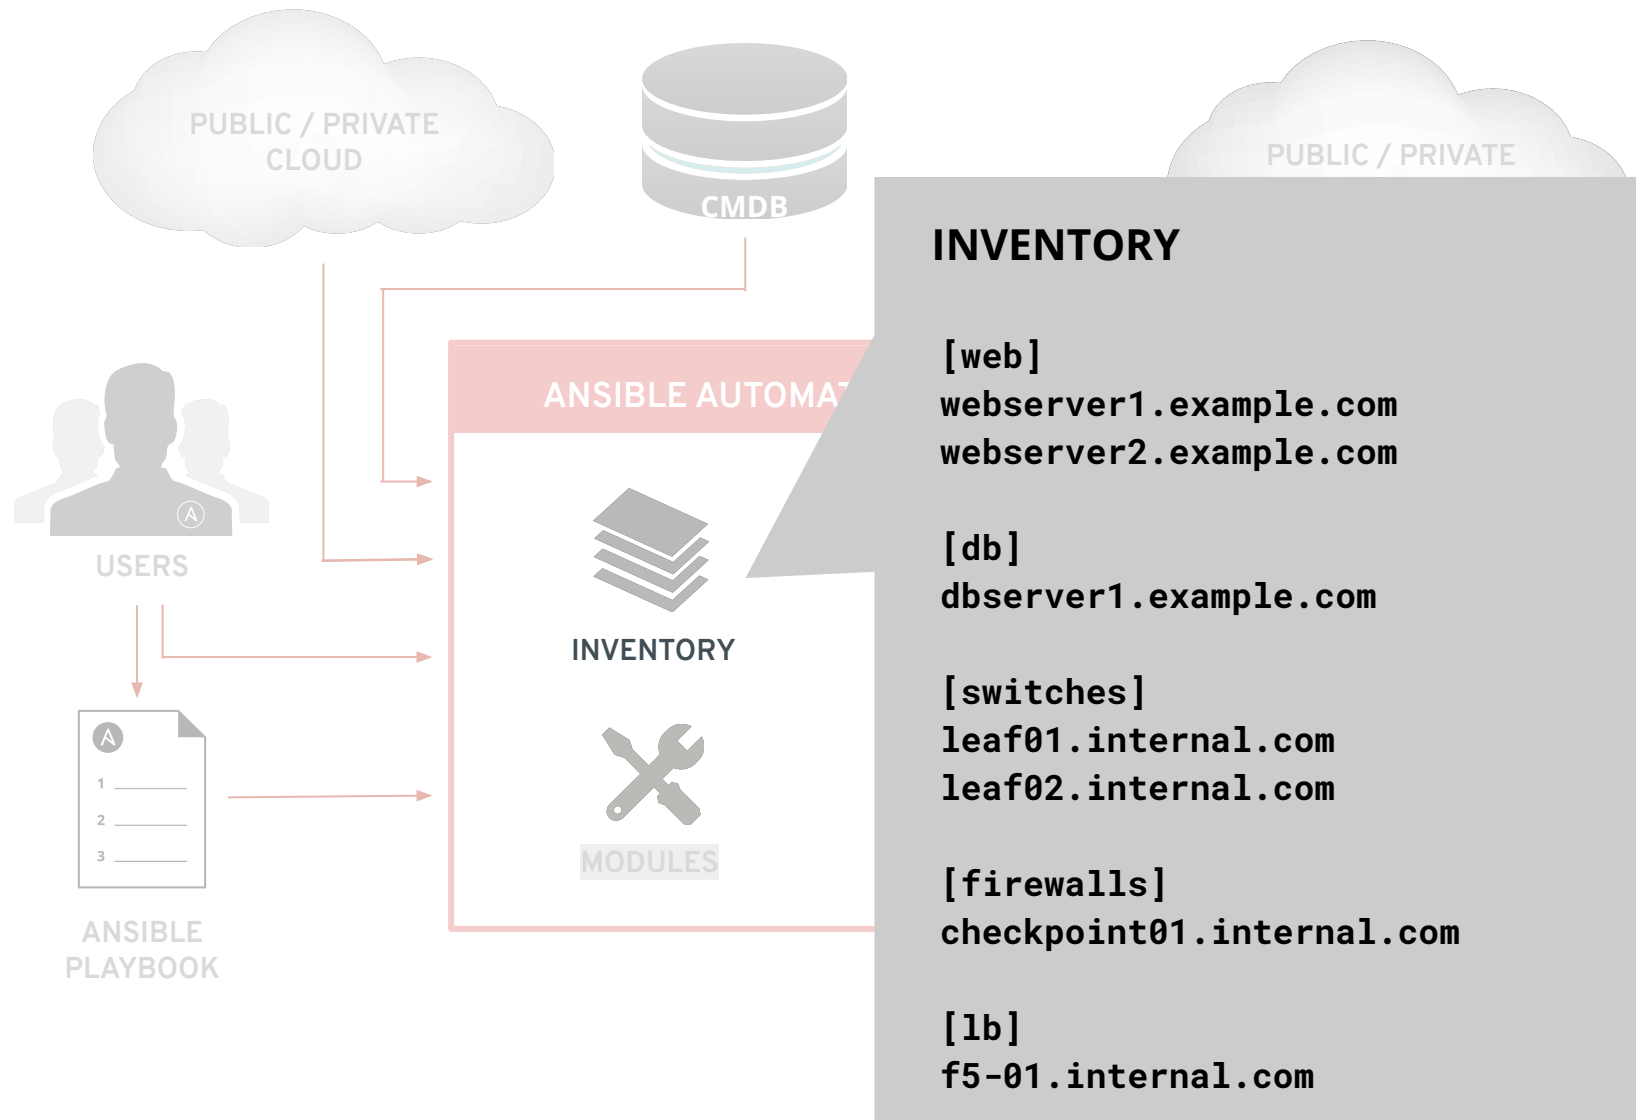 PUBLIC / PRIVATE
CLOUD
CMDB
PUBLIC / PRIVATE
USERS
1
2
3
ANSIBLE
PLAYBOOK
ANSIBLE AUTOMA
INVENTORY
MODULES
INVENTORY
[web]
webserver1.example.com
webserver2.example.com
[db]
dbserver1.example.com
[switches]
leaf01.internal.com
leaf02.internal.com
[firewalls]
checkpoint01.internal.com
[lb]
f5-01.internal.com